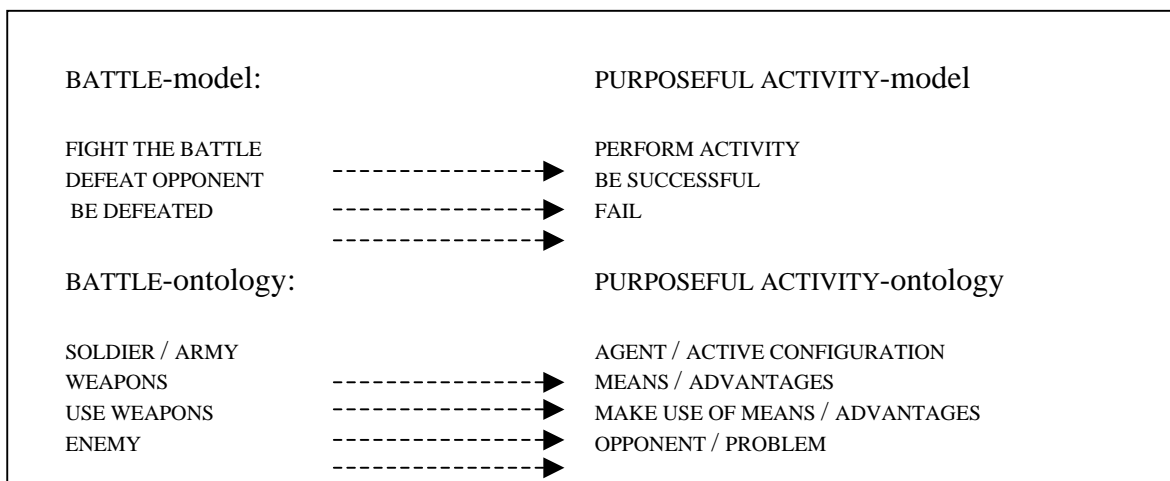 BATTLE-model: PURPOSEFUL ACTIVITY-model
FIGHT THE BATTLE PERFORM ACTIVITY
DEFEAT OPPONENT BE SUCCESSFUL
BE DEFEATED FAIL
BATTLE-ontology: PURPOSEFUL ACTIVITY-ontology
SOLDIER / ARMY AGENT / ACTIVE CONFIGURATION
WEAPONS MEANS / ADVANTAGES
USE WEAPONS MAKE USE OF MEANS / ADVANTAGES
ENEMY OPPONENT / PROBLEM